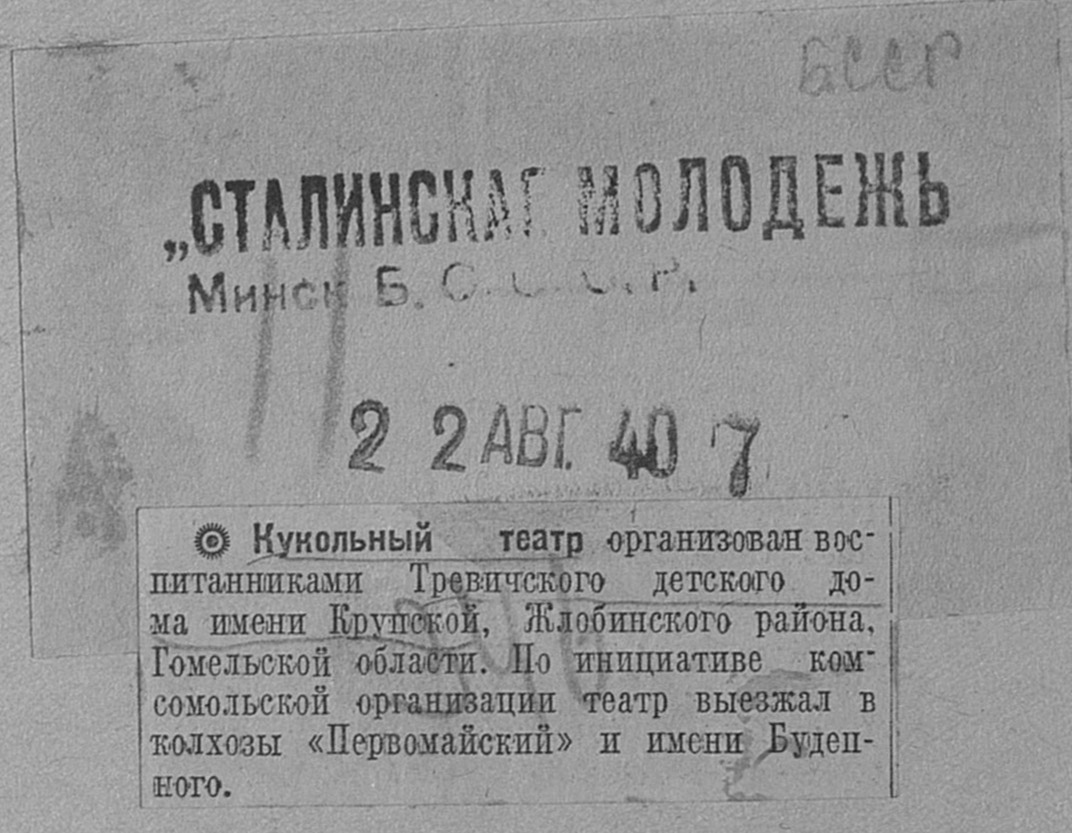 БССР
„СТАЛИНСКАЯ МОЛОДЕЖЬ
Минск Б. С. С. С. Р.
2 2 АВГ. 40 7
Кукольный театр организован вос-
питанниками Тревичского детского до-
ма имени Крупской, Жлобинского района,
Гомельской области. По инициативе ком-
сомольской организации театр выезжал в
колхозы «Первомайский» и имени Буден-
ного.